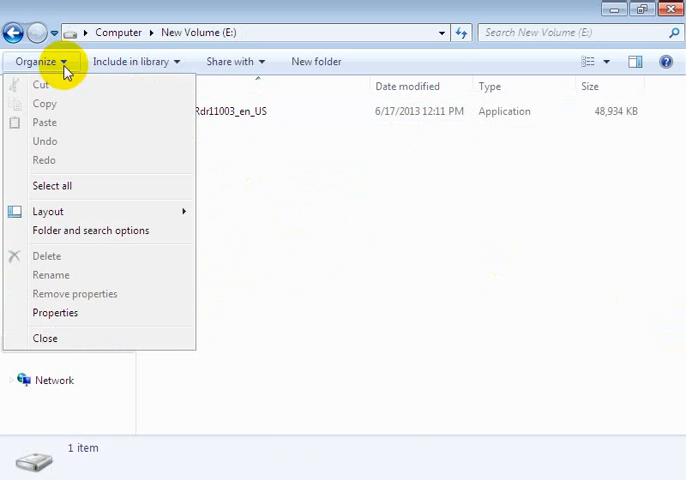 Computer New Volume (E:) Search New Volume (E:)
Organize Include in library Share with New folder
Date modified Type Size
Cut
Copy
Rdr11003_en_US 6/17/2013 12:11 PM Application 48,934 KB
Paste
Undo
Redo
Select all
Layout
Folder and search options
Delete
Rename
Remove properties
Properties
Close
Network
1 item